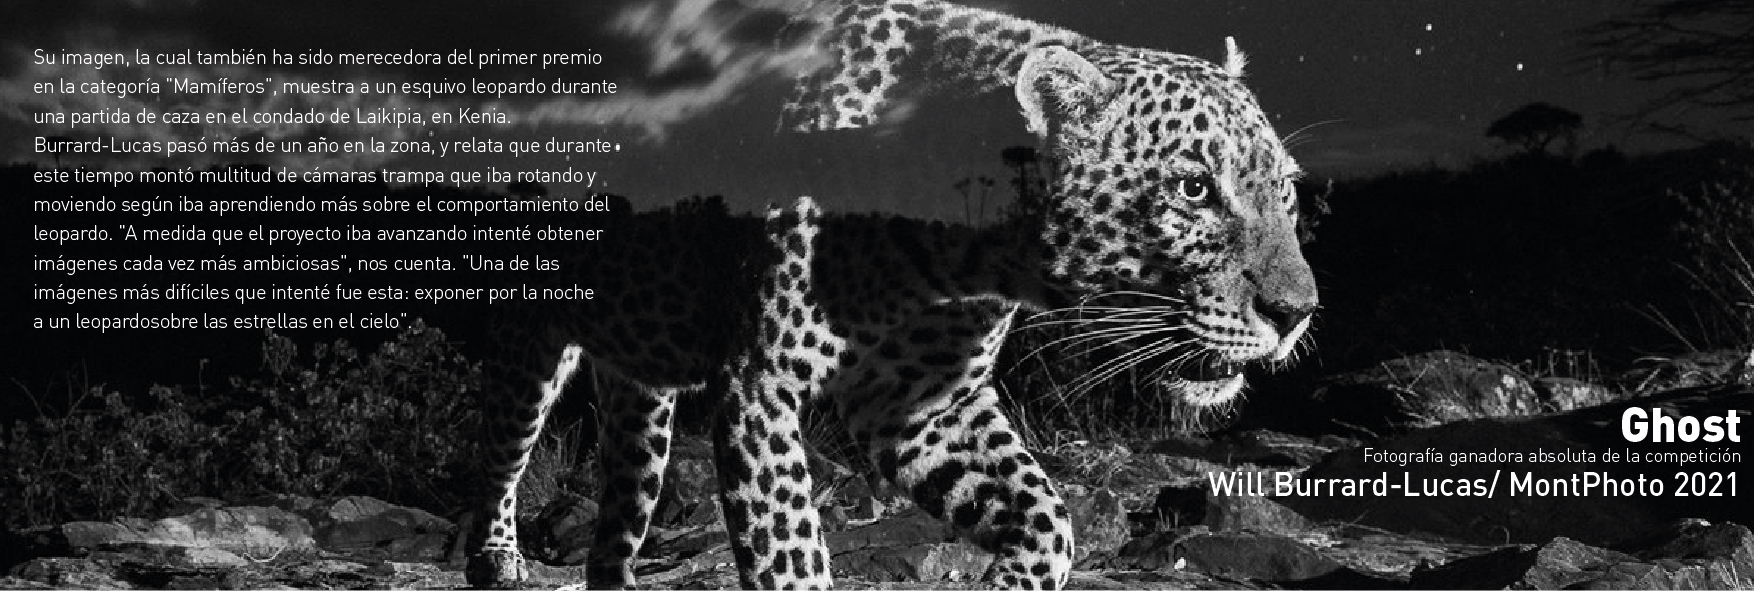 Su imagen, la cual también ha sido merecedora del primer premio
en la categoría "Mamíferos", muestra a un esquivo leopardo durante
una partida de caza en el condado de Laikipia, en Kenia.
Burrard-Lucas pasó más de un año en la zona, y relata que durante
este tiempo montó multitud de cámaras trampa que iba rotando y
moviendo según iba aprendiendo más sobre el comportamiento del
leopardo. "A medida que el proyecto iba avanzando intenté obtener
imágenes cada vez más ambiciosas", nos cuenta. "Una de las
imágenes más difíciles que intenté fue esta: exponer por la noche
a un leopardosobre las estrellas en el cielo".
Ghost
Fotografía ganadora absoluta de la competición
Will Burrard-Lucas/ MontPhoto 2021